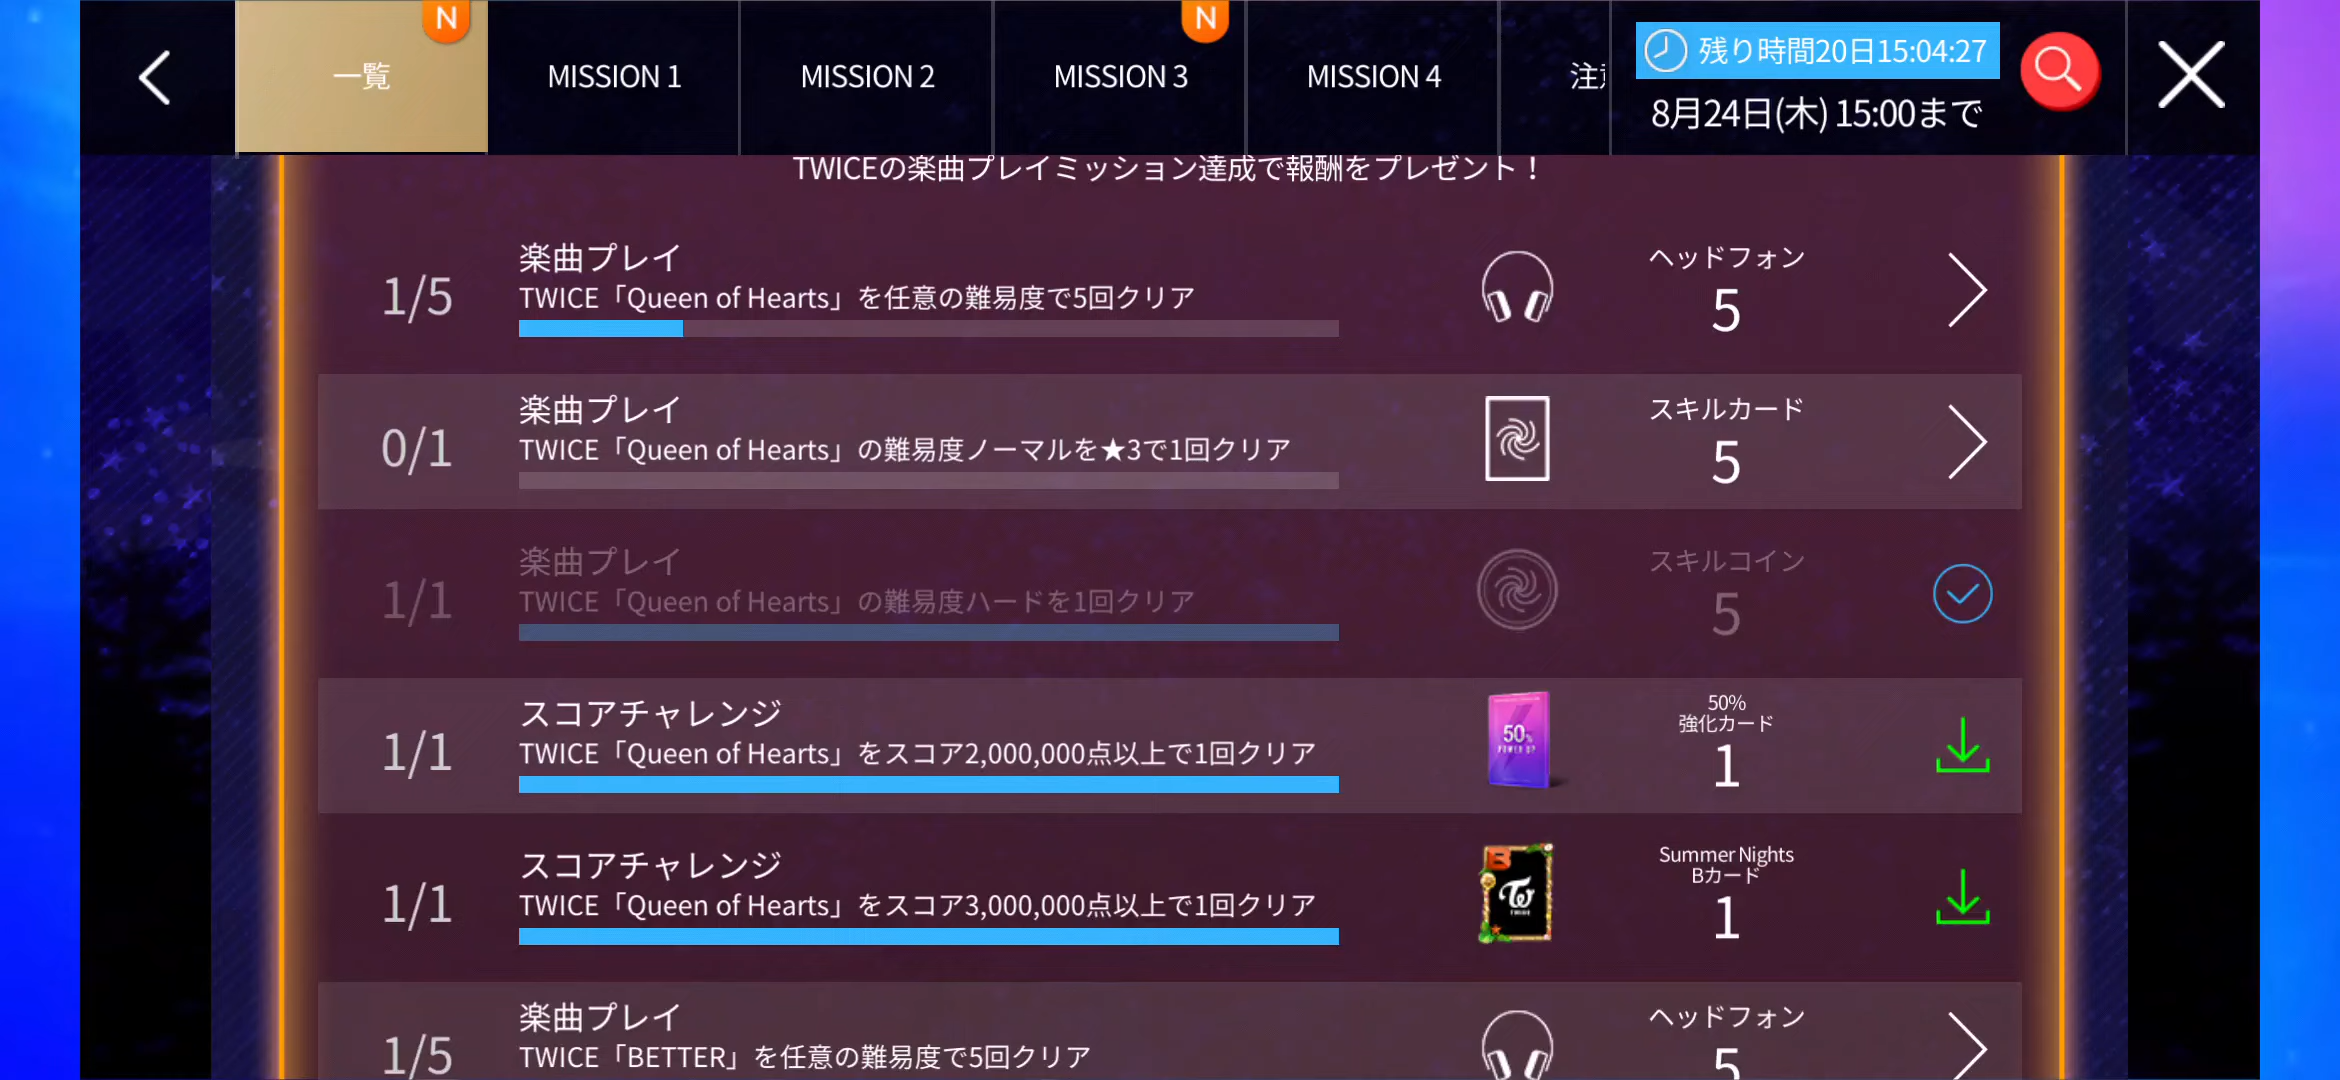 N
N
一覧
MISSION 1
MISSION 2
MISSION 3
MISSION 4
残り時間20日15:04:27
8月24日(木) 15:00まで
TWICEの楽曲プレイミッション達成で報酬をプレゼント！
1/5
楽曲プレイ
TWICE「Queen of Hearts」を任意の難易度で5回クリア
ヘッドフォン
5
0/1
楽曲プレイ
TWICE「Queen of Hearts」の難易度ノーマルを★3で1回クリア
スキルカード
5
1/1
楽曲プレイ
TWICE「Queen of Hearts」の難易度ハードを1回クリア
スキルコイン
5
1/1
スコアチャレンジ
TWICE「Queen of Hearts」をスコア2,000,000点以上で1回クリア
50%
POWER UP
50%
強化カード
1
1/1
スコアチャレンジ
TWICE「Queen of Hearts」をスコア3,000,000点以上で1回クリア
B
TWICE
Summer Nights
Bカード
1
1/5
楽曲プレイ
TWICE「BETTER」を任意の難易度で5回クリア
ヘッドフォン
5